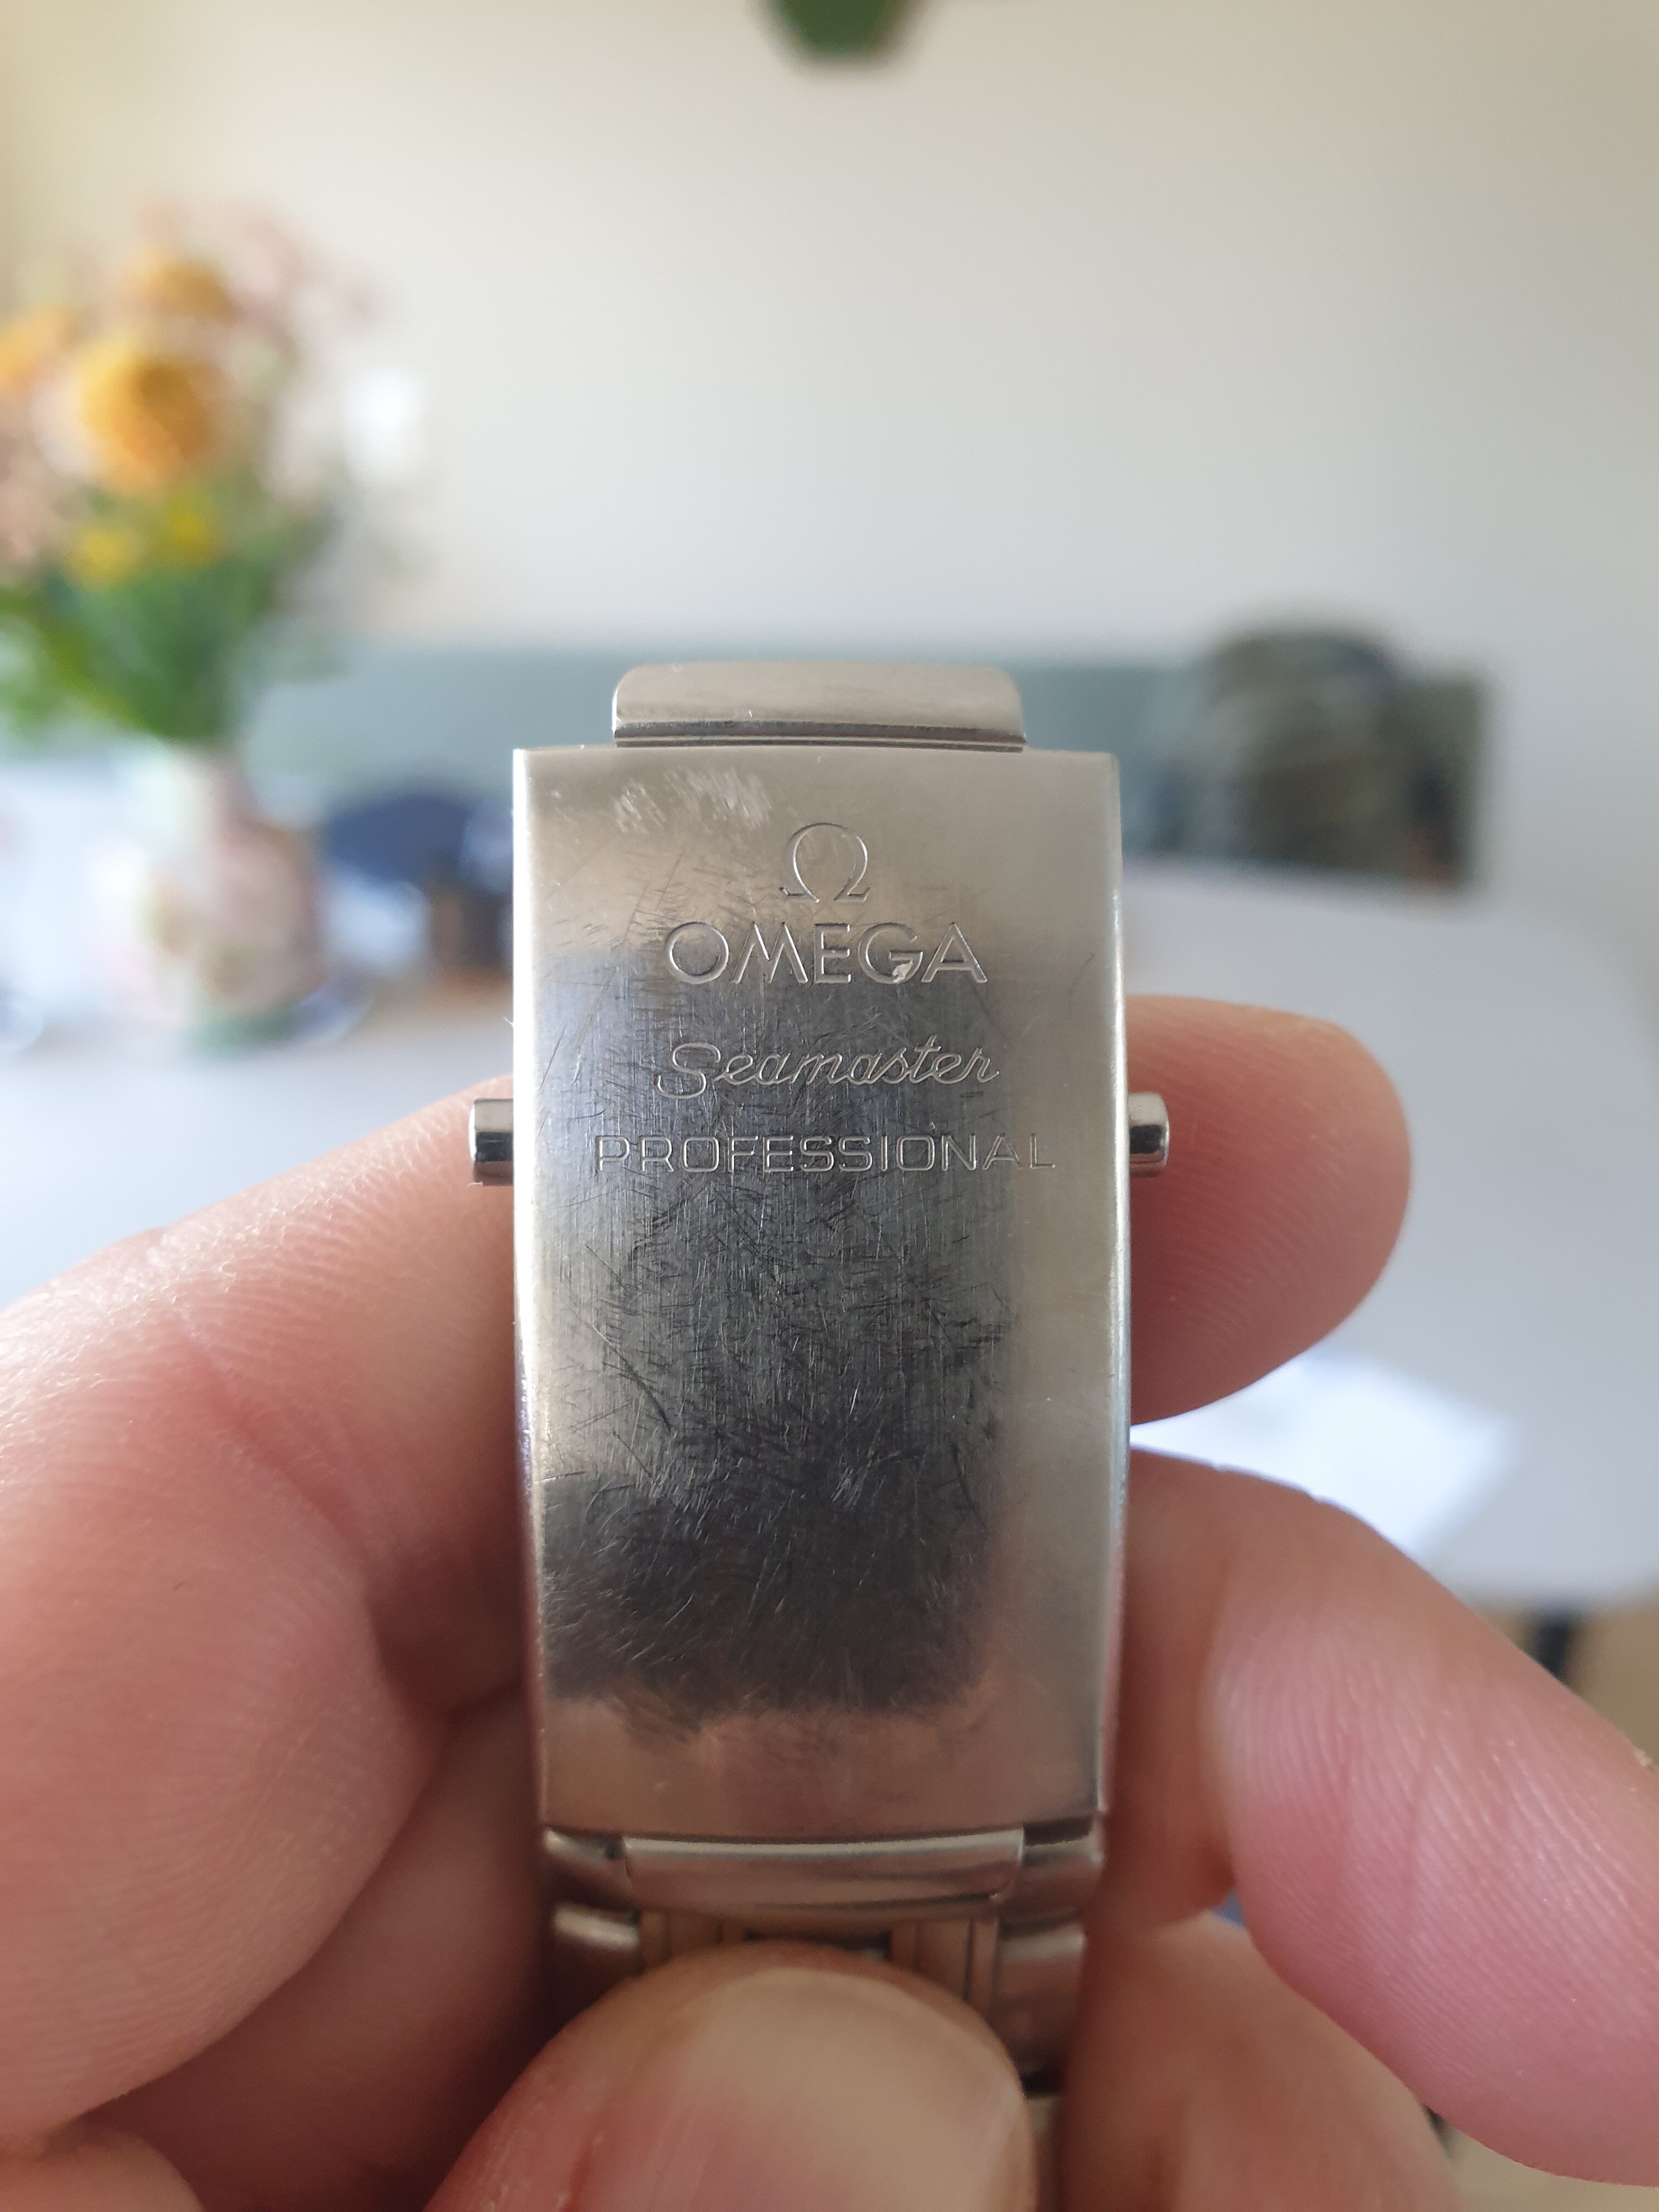 Ω
OMEGA
Seamaster
PROFESSIONAL